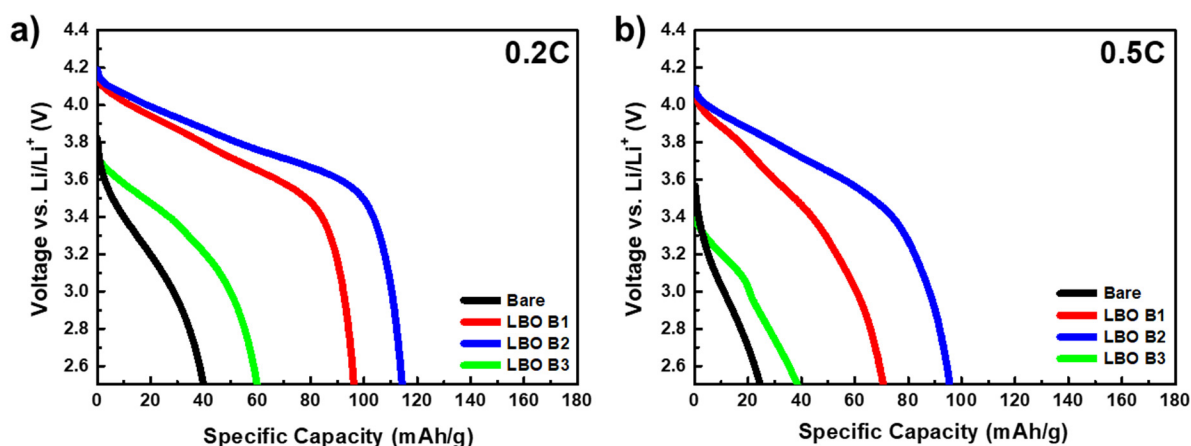 a)
0.2C
Voltage vs. Li/Li⁺ (V)
4.4
4.2
4.0
3.8
3.6
3.4
3.2
3.0
2.8
2.6
Bare
LBO B1
LBO B2
LBO B3
0 20 40 60 80 100 120 140 160 180
Specific Capacity (mAh/g)
b)
0.5C
Voltage vs. Li/Li⁺ (V)
4.4
4.2
4.0
3.8
3.6
3.4
3.2
3.0
2.8
2.6
Bare
LBO B1
LBO B2
LBO B3
0 20 40 60 80 100 120 140 160 180
Specific Capacity (mAh/g)